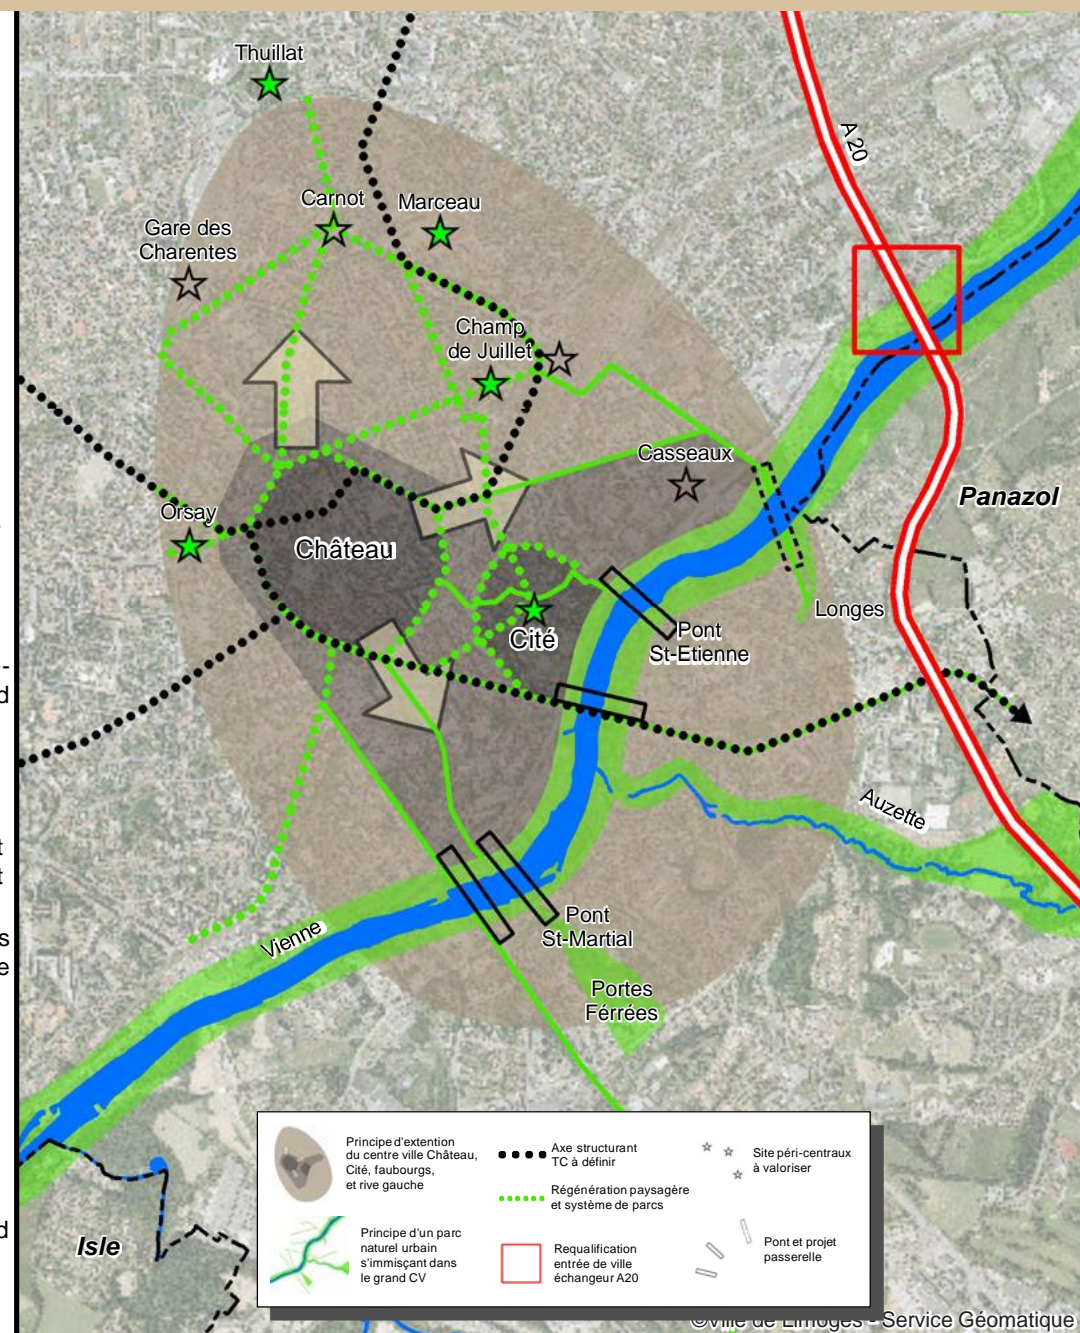 Thuillat
A 20
Carnot
Marceau
Gare des
Charentes
Champ
de Juillet
Casseaux
Panazol
Orsay
Château
Longes
Cité
Pont
St-Etienne
Auzette
Pont
St-Martial
Vienne
Portes
Férrées
Isle
Principe d'extention
du centre ville Château,
Cité, faubourgs,
et rive gauche
Axe structurant
TC à définir
Site péri-centraux
à valoriser
Régénération paysagère
et système de parcs
Principe d'un parc
naturel urbain
s'immisçant dans
le grand CV
Requalification
entrée de ville
échangeur A20
Pont et projet
passerelle
©Ville de Limoges - Service Géomatique